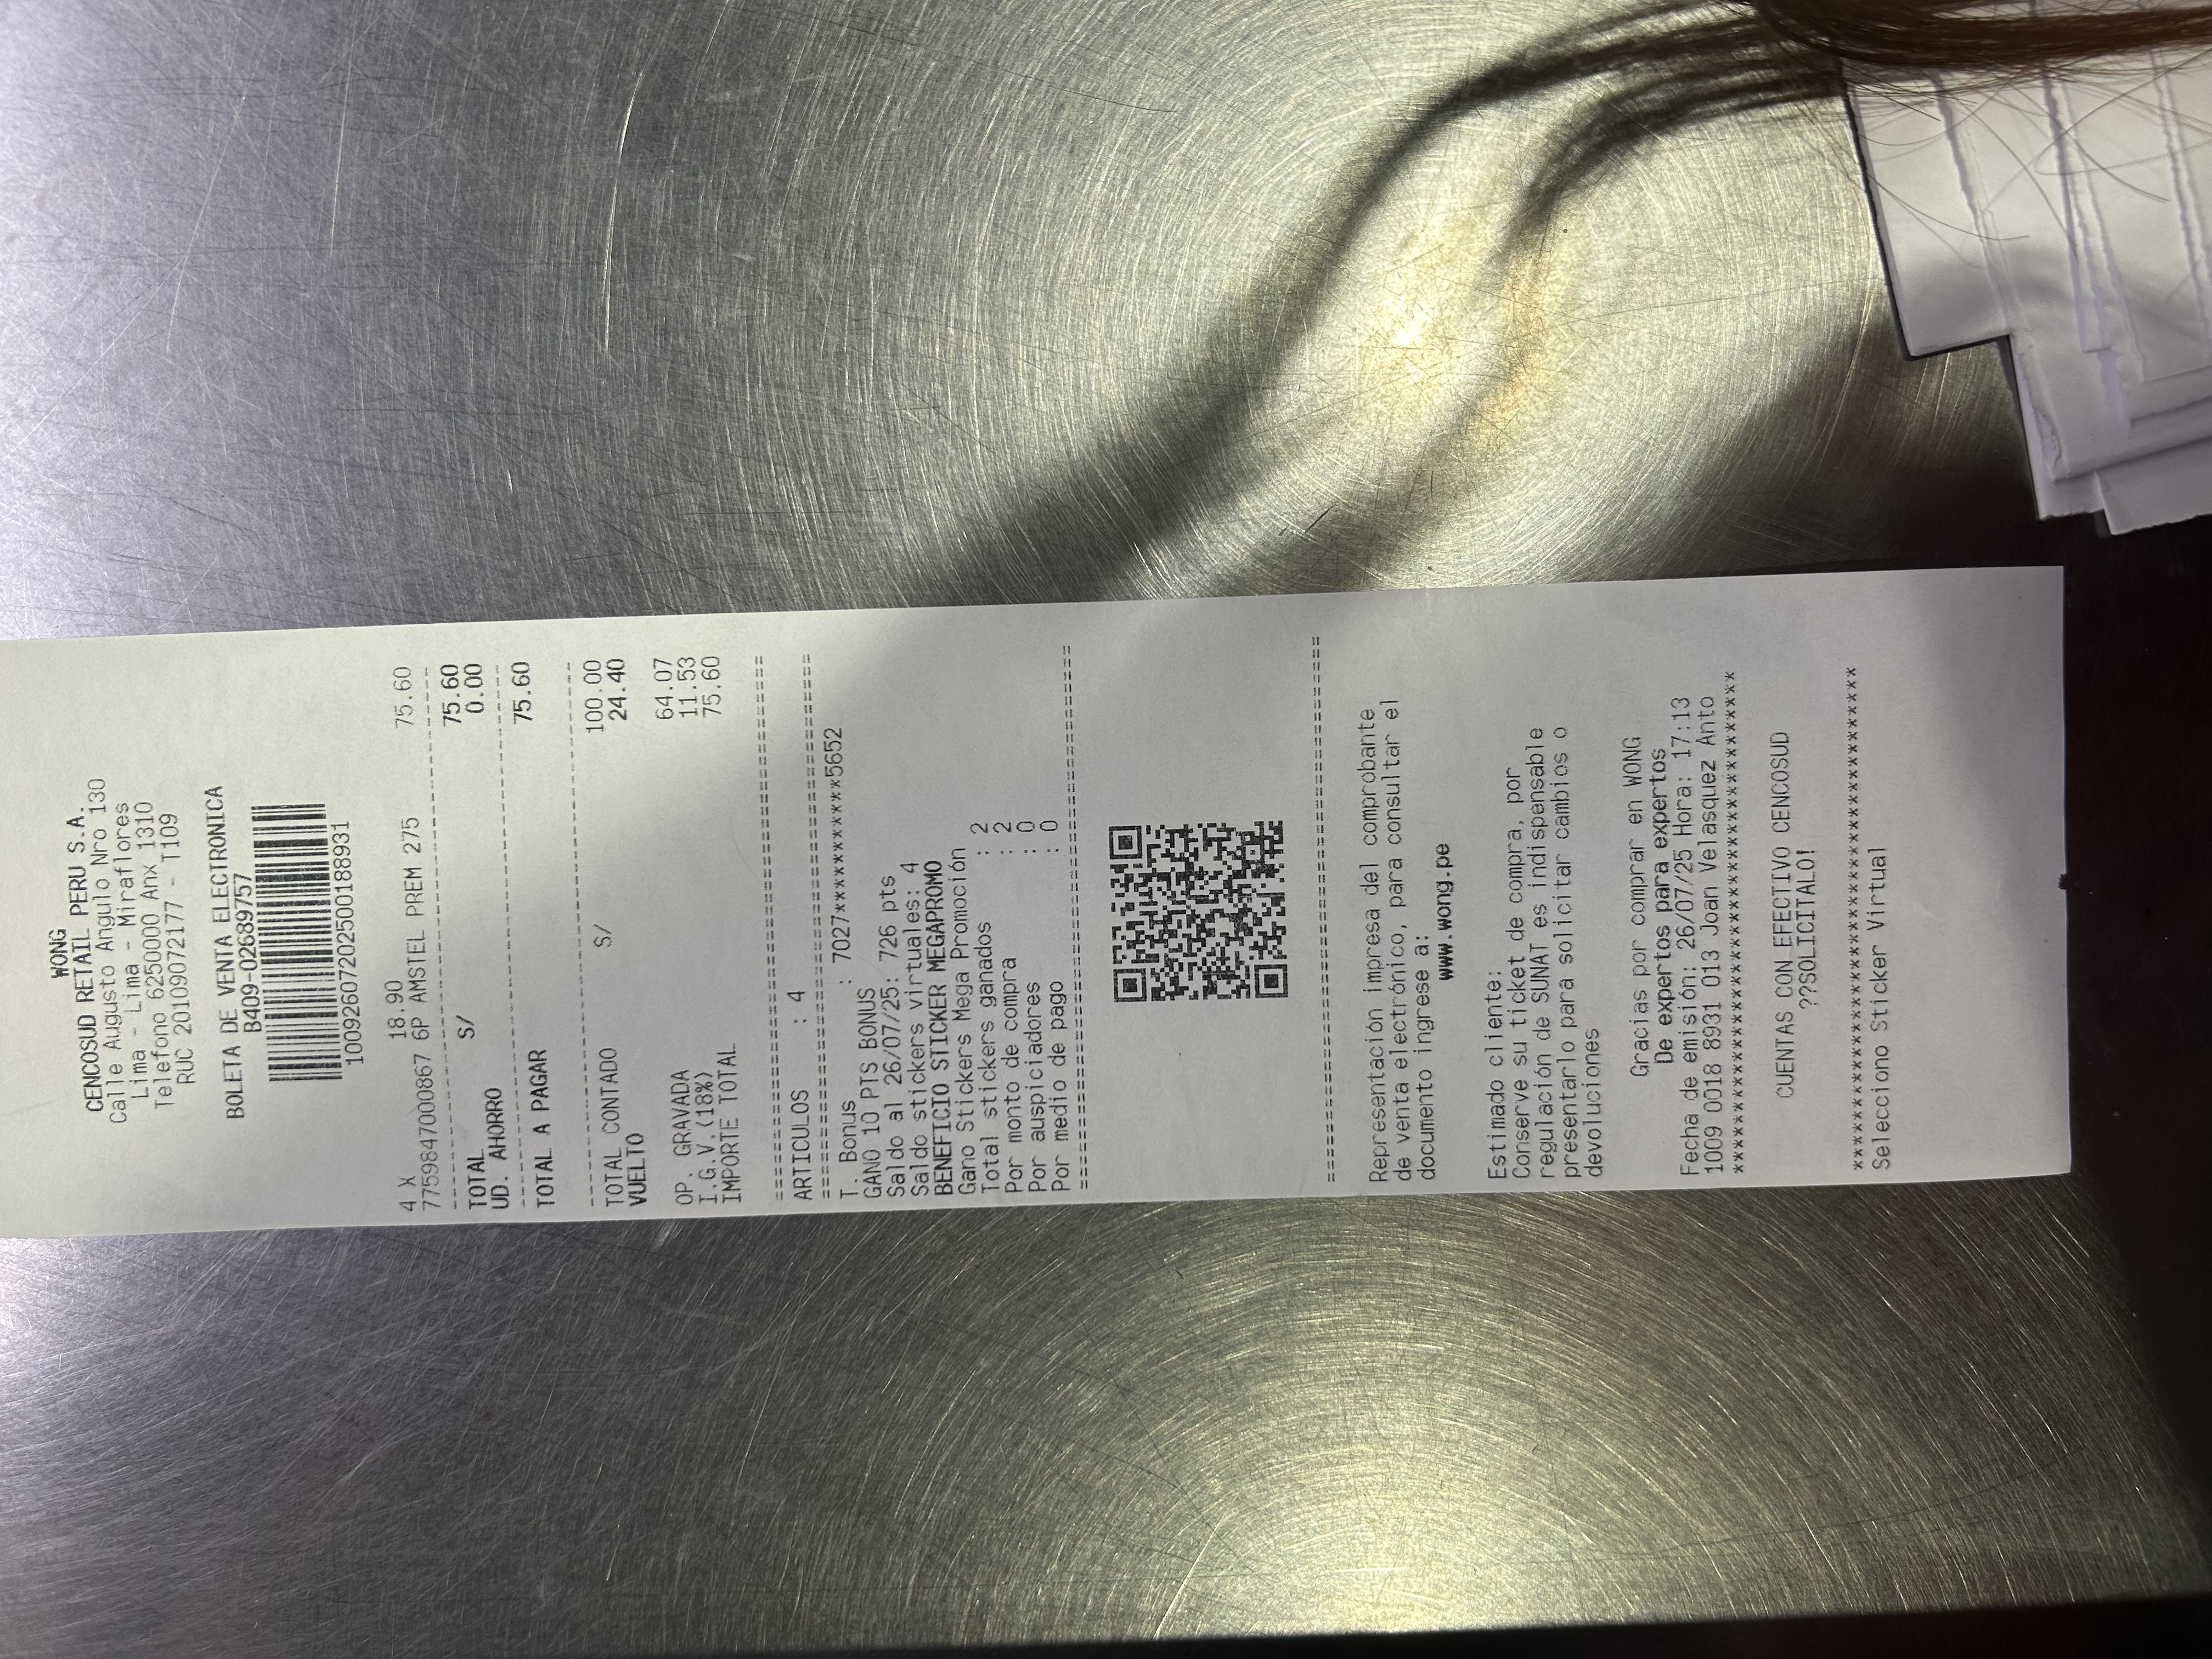 WONG
CENCOSUD RETAIL PERU S.A.
Calle Augusto Angulo Nro 130
Lima - Lima - Miraflores
Telefono 6250000 Anx 1310
RUC 20109072177 - T109
BOLETA DE VENTA ELECTRONICA
B409-02689757
10092607202500188931
4 X 18.90
7759847000867 6P AMSTEL PREM 275 75.60
TOTAL S/ 75.60
UD. AHORRO 0.00
TOTAL A PAGAR 75.60
TOTAL CONTADO S/ 100.00
VUELTO 24.40
OP. GRAVADA 64.07
I.G.V.(18%) 11.53
IMPORTE TOTAL 75.60
========================================
ARTICULOS : 4
========================================
T. Bonus : 7027***********5652
GANO 10 PTS BONUS
Saldo al 26/07/25: 726 pts
Saldo stickers virtuales: 4
BENEFICIO STICKER MEGAPROMO
Gano Stickers Mega Promoción
Total stickers ganados : 2
Por monto de compra : 2
Por auspiciadores : 0
Por medio de pago : 0
========================================
========================================
Representación impresa del comprobante
de venta electrónico, para consultar el
documento ingrese a:
www.wong.pe
Estimado cliente:
Conserve su ticket de compra, por
regulación de SUNAT es indispensable
presentarlo para solicitar cambios o
devoluciones
Gracias por comprar en WONG
De expertos para expertos
Fecha de emisión: 26/07/25 Hora: 17:13
1009 0018 8931 013 Joan Velasquez Anto
****************************************
CUENTAS CON EFECTIVO CENCOSUD
??SOLICITALO!
****************************************
Selecciono Sticker Virtual